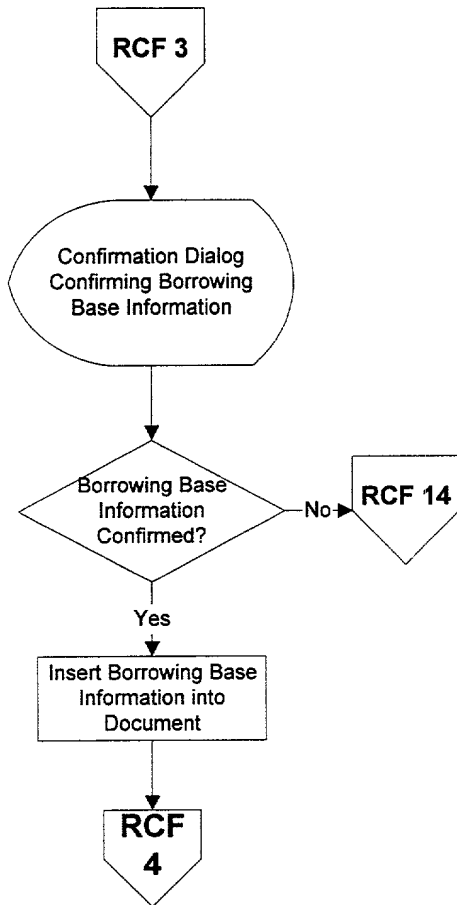 RCF 3
Confirmation Dialog
Confirming Borrowing
Base Information
Borrowing Base
Information
Confirmed?
No
RCF 14
Yes
Insert Borrowing Base
Information into
Document
RCF
4